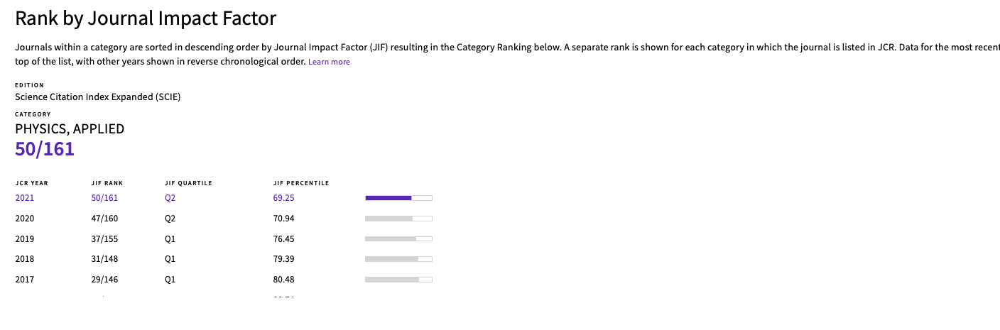 Rank by Journal Impact Factor
Journals within a category are sorted in descending order by Journal Impact Factor (JIF) resulting in the Category Ranking below. A separate rank is shown for each category in which the journal is listed in JCR. Data for the most recent
top of the list, with other years shown in reverse chronological order. Learn more
EDITION
Science Citation Index Expanded (SCIE)
CATEGORY
PHYSICS, APPLIED
50/161
JCR YEAR JIF RANK JIF QUARTILE JIF PERCENTILE
2021 50/161 Q2 69.25
2020 47/160 Q2 70.94
2019 37/155 Q1 76.45
2018 31/148 Q1 79.39
2017 29/146 Q1 80.48